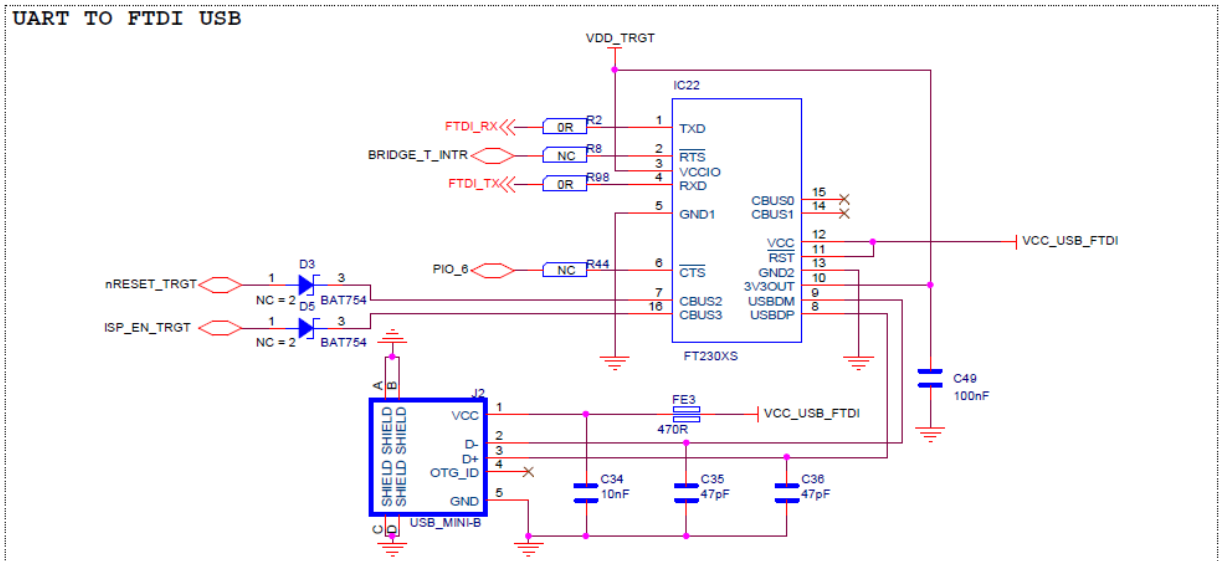 UART TO FTDI USB
VDD_TRGT
IC22
FTDI_RX
0R
R2
1
TXD
BRIDGE_T_INTR
NC
R8
2
RTS
3
VCCIO
FTDI_TX
0R
R98
4
RXD
15
CBUS0
14
CBUS1
5
GND1
12
VCC
VCC_USB_FTDI
11
RST
PIO_6
NC
R44
6
CTS
13
GND2
10
3V3OUT
D3
nRESET_TRGT
1
3
NC = 2
BAT754
7
CBUS2
9
USBDM
D5
ISP_EN_TRGT
1
3
NC = 2
BAT754
16
CBUS3
8
USBDP
FT230XS
C49
100nF
A
B
J2
SHIELD
SHIELD
SHIELD
SHIELD
C
D
VCC
1
D-
2
D+
3
OTG_ID
4
GND
5
USB_MINI-B
FE3
470R
VCC_USB_FTDI
C34
10nF
C35
47pF
C36
47pF